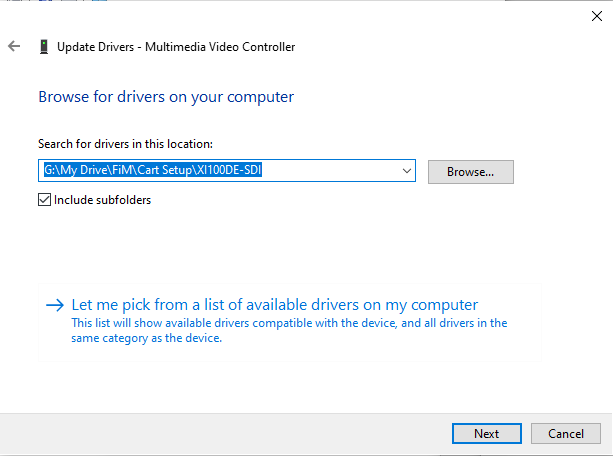 Update Drivers - Multimedia Video Controller
Browse for drivers on your computer
Search for drivers in this location:
G:\My Drive\FiM\Cart Setup\XI100DE-SDI
Browse...
Include subfolders
Let me pick from a list of available drivers on my computer
This list will show available drivers compatible with the device, and all drivers in the
same category as the device.
Next
Cancel